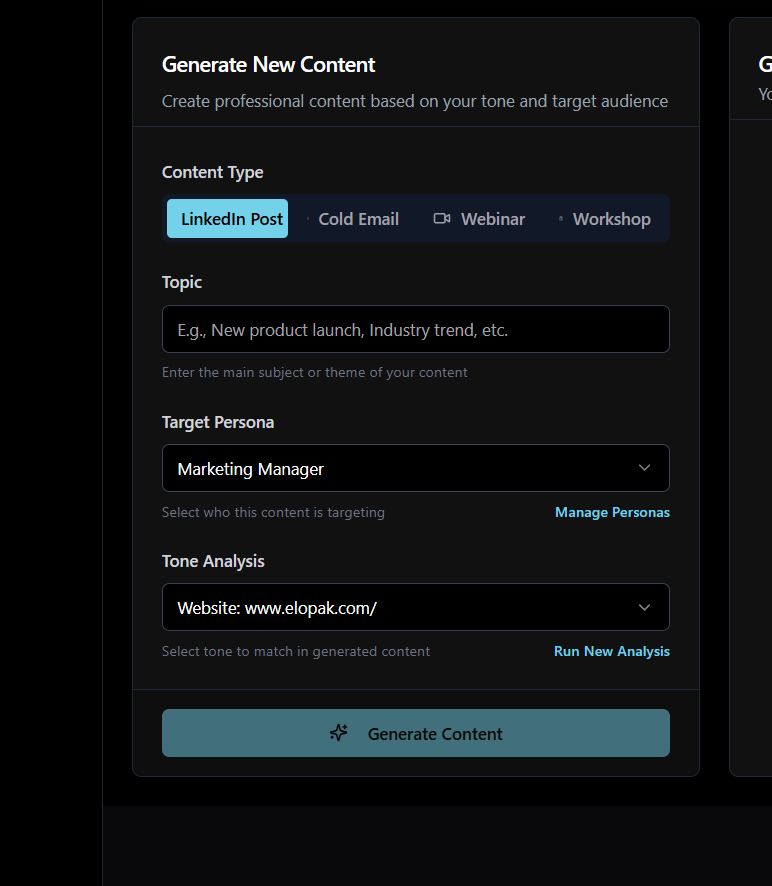 Generate New Content
Create professional content based on your tone and target audience
Content Type
LinkedIn Post Cold Email Webinar Workshop
Topic
E.g., New product launch, Industry trend, etc.
Enter the main subject or theme of your content
Target Persona
Marketing Manager
Select who this content is targeting Manage Personas
Tone Analysis
Website: www.elopak.com/
Select tone to match in generated content Run New Analysis
Generate Content
G
Yo